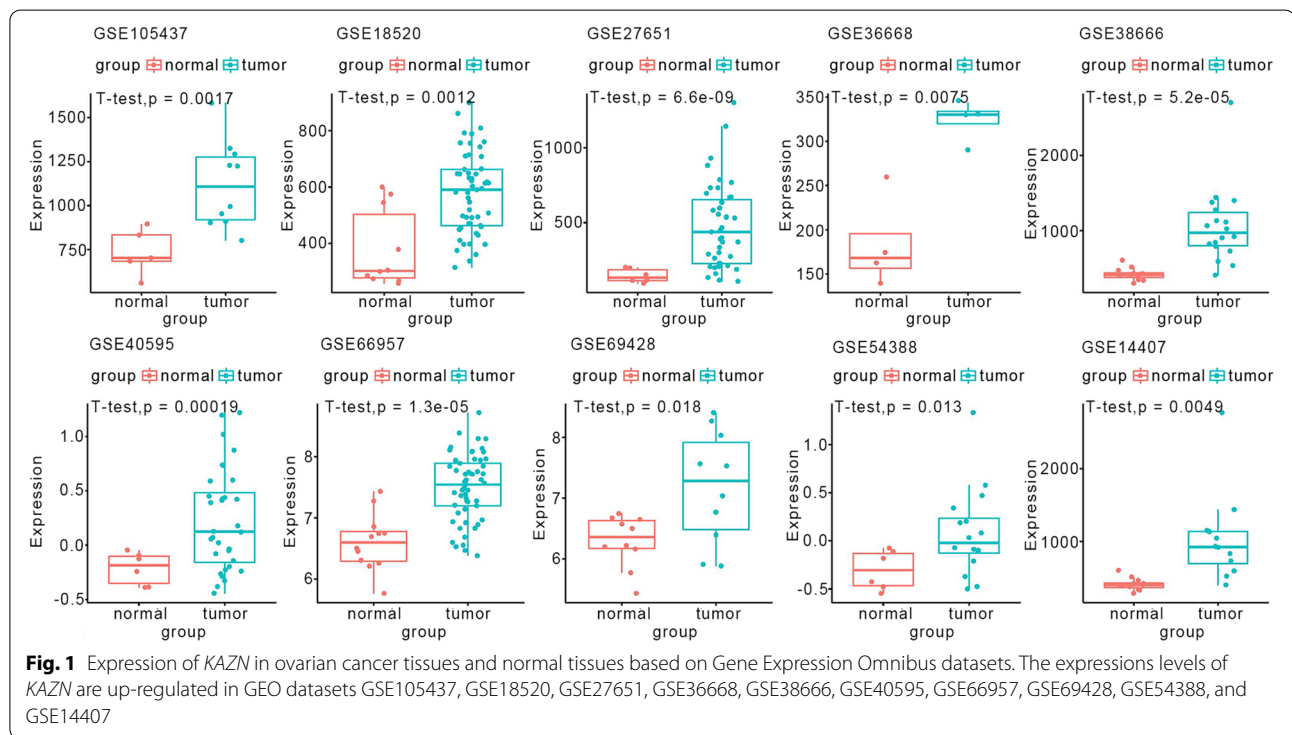 GSE105437
group normal tumor
T-test,p = 0.0017
Expression
1500
1250
1000
750
normal tumor
group
GSE18520
group normal tumor
T-test,p = 0.0012
Expression
800
600
400
normal tumor
group
GSE27651
group normal tumor
T-test,p = 6.6e-09
Expression
1000
500
normal tumor
group
GSE36668
group normal tumor
T-test,p = 0.0075
Expression
350
300
250
200
150
normal tumor
group
GSE38666
group normal tumor
T-test,p = 5.2e-05
Expression
2000
1000
normal tumor
group
GSE40595
group normal tumor
T-test,p = 0.00019
Expression
1.0
0.5
0.0
-0.5
normal tumor
group
GSE66957
group normal tumor
T-test,p = 1.3e-05
Expression
8
7
6
normal tumor
group
GSE69428
group normal tumor
T-test,p = 0.018
Expression
8
7
6
normal tumor
group
GSE54388
group normal tumor
T-test,p = 0.013
Expression
1.0
0.5
0.0
-0.5
normal tumor
group
GSE14407
group normal tumor
T-test,p = 0.0049
Expression
2000
1000
normal tumor
group
Fig. 1 Expression of KAZN in ovarian cancer tissues and normal tissues based on Gene Expression Omnibus datasets. The expressions levels of
KAZN are up-regulated in GEO datasets GSE105437, GSE18520, GSE27651, GSE36668, GSE38666, GSE40595, GSE66957, GSE69428, GSE54388, and
GSE14407